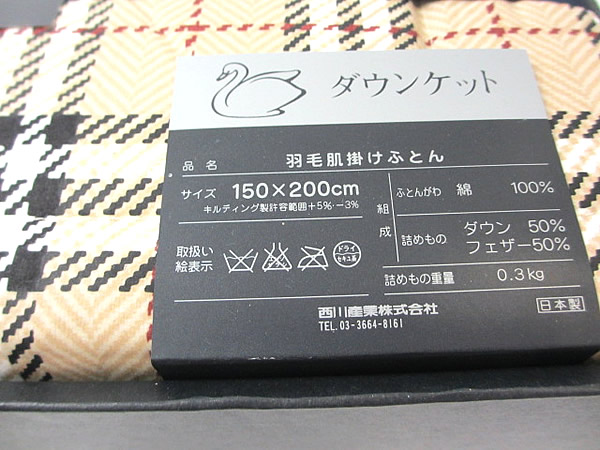 ダウンケット
品名 羽毛肌掛けふとん
サイズ 150×200cm
キルティング製許容範囲+5%-−3%
取扱い
絵表示
ドライ
セキユ系
組成
ふとんがわ 綿 100%
詰めもの ダウン 50%
フェザー50%
詰めもの重量 0.3kg
西川産業株式会社
TEL.03-3664-8161
日本製